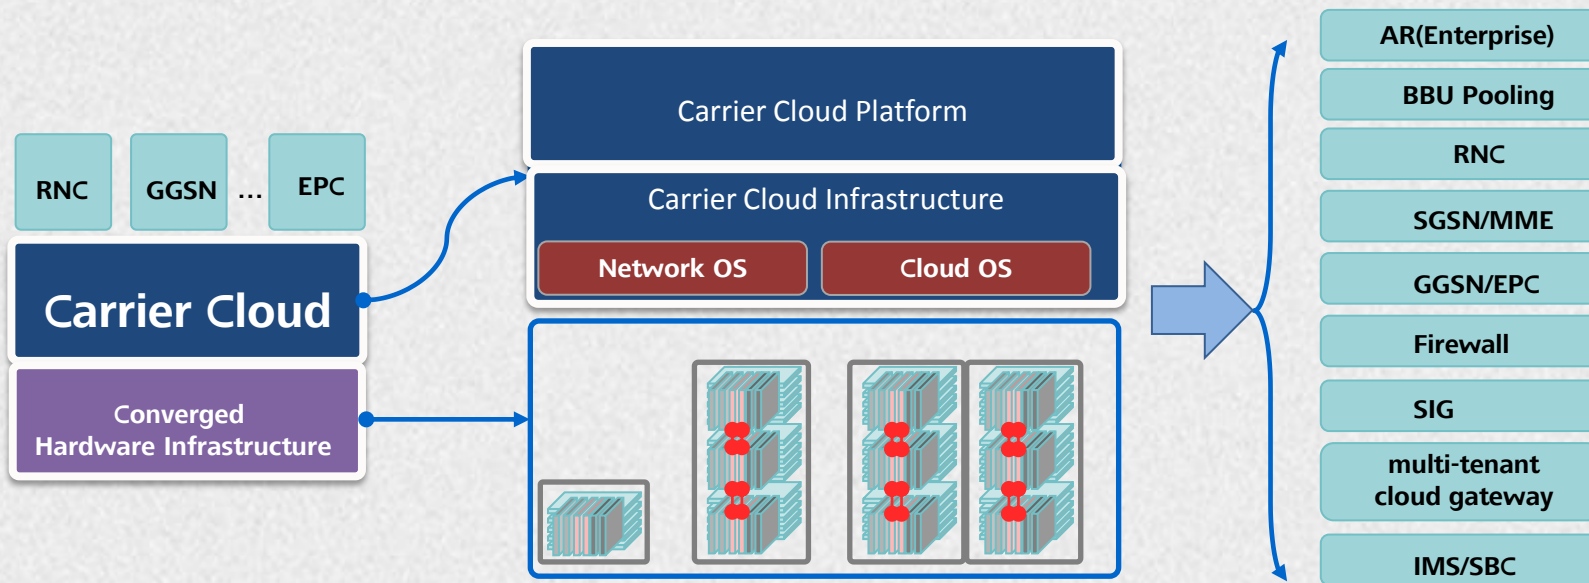 RNC
GGSN
...
EPC
Carrier Cloud
Converged
Hardware Infrastructure
Carrier Cloud Platform
Carrier Cloud Infrastructure
Network OS
Cloud OS
AR(Enterprise)
BBU Pooling
RNC
SGSN/MME
GGSN/EPC
Firewall
SIG
multi-tenant
cloud gateway
IMS/SBC